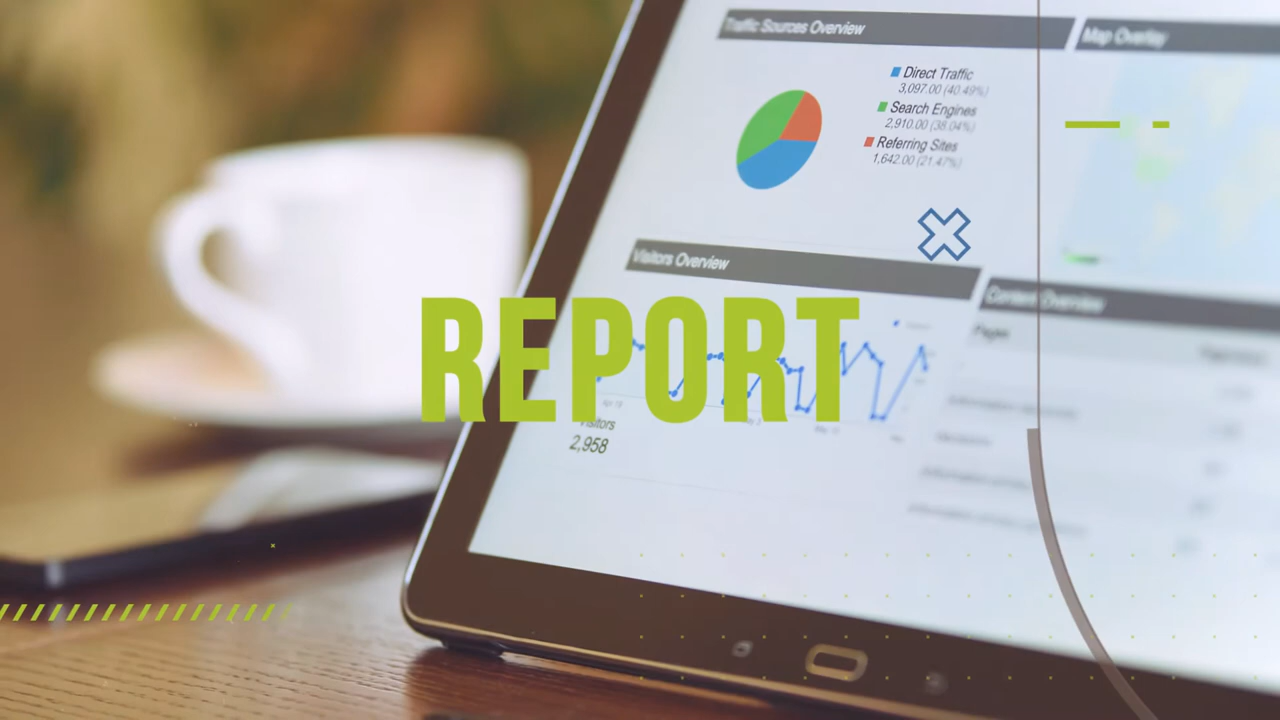 Traffic Sources Overview
Map Overlay
Direct Traffic
3,097.00 (40.49%)
Search Engines
2,910.00 (38.04%)
Referring Sites
1,642.00 (21.47%)
Visitors Overview
Content Overview
Pages
REPORT
Visitors
2,958